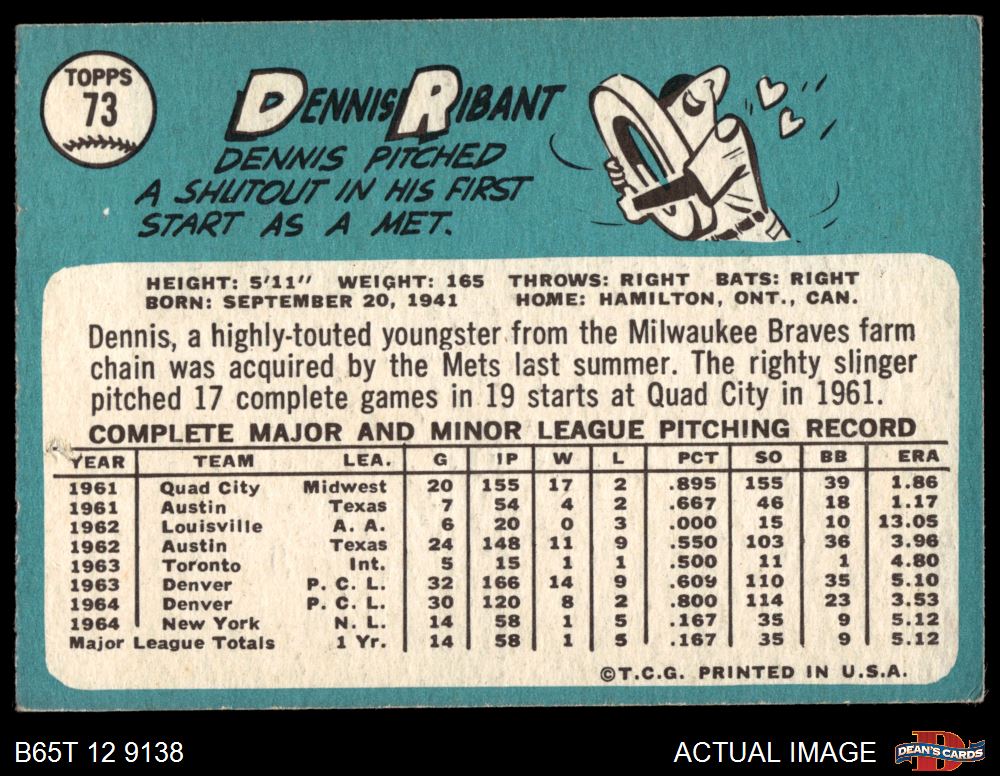 TOPPS
73
DENNIS RIBANT
DENNIS PITCHED
A SHUTOUT IN HIS FIRST
START AS A MET.
HEIGHT: 5'11" WEIGHT: 165 THROWS: RIGHT BATS: RIGHT
BORN: SEPTEMBER 20, 1941 HOME: HAMILTON, ONT., CAN.
Dennis, a highly-touted youngster from the Milwaukee Braves farm
chain was acquired by the Mets last summer. The righty slinger
pitched 17 complete games in 19 starts at Quad City in 1961.
COMPLETE MAJOR AND MINOR LEAGUE PITCHING RECORD
YEAR TEAM LEA. G IP W L PCT SO BB ERA
1961 Quad City Midwest 20 155 17 2 .895 155 39 1.86
1961 Austin Texas 7 54 4 2 .667 46 18 1.17
1962 Louisville A. A. 6 20 0 3 .000 15 10 13.05
1962 Austin Texas 24 148 11 9 .550 103 36 3.96
1963 Toronto Int. 5 15 1 1 .500 11 1 4.80
1963 Denver P. C. L. 32 166 14 9 .609 110 35 5.10
1964 Denver P. C. L. 30 120 8 2 .800 114 23 3.53
1964 New York N. L. 14 58 1 5 .167 35 9 5.12
Major League Totals 1 Yr. 14 58 1 5 .167 35 9 5.12
©T.C.G. PRINTED IN U.S.A.
B65T 12 9138 ACTUAL IMAGE DEAN'S CARDS